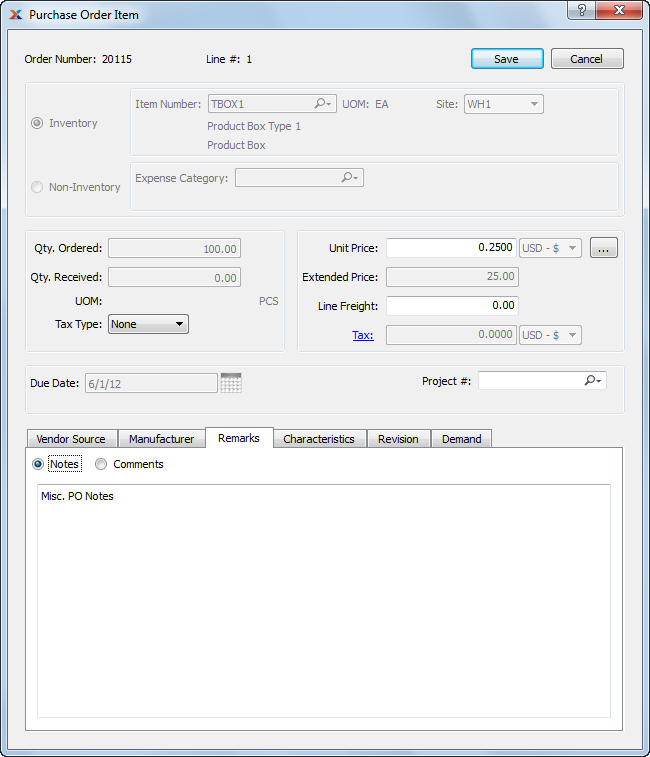 Purchase Order Item
?
Order Number: 20115 Line #: 1 Save Cancel
Item Number: TBOX1 UOM: EA Site: WH1
Inventory
Product Box Type 1
Product Box
Non-Inventory
Expense Category:
Qty. Ordered: 100.00 Unit Price: 0.2500 USD - $ ...
Qty. Received: 0.00 Extended Price: 25.00
UOM: PCS Line Freight: 0.00
Tax Type: None Tax: 0.0000 USD - $
Due Date: 6/1/12 Project #:
Vendor Source Manufacturer Remarks Characteristics Revision Demand
Notes Comments
Misc. PO Notes